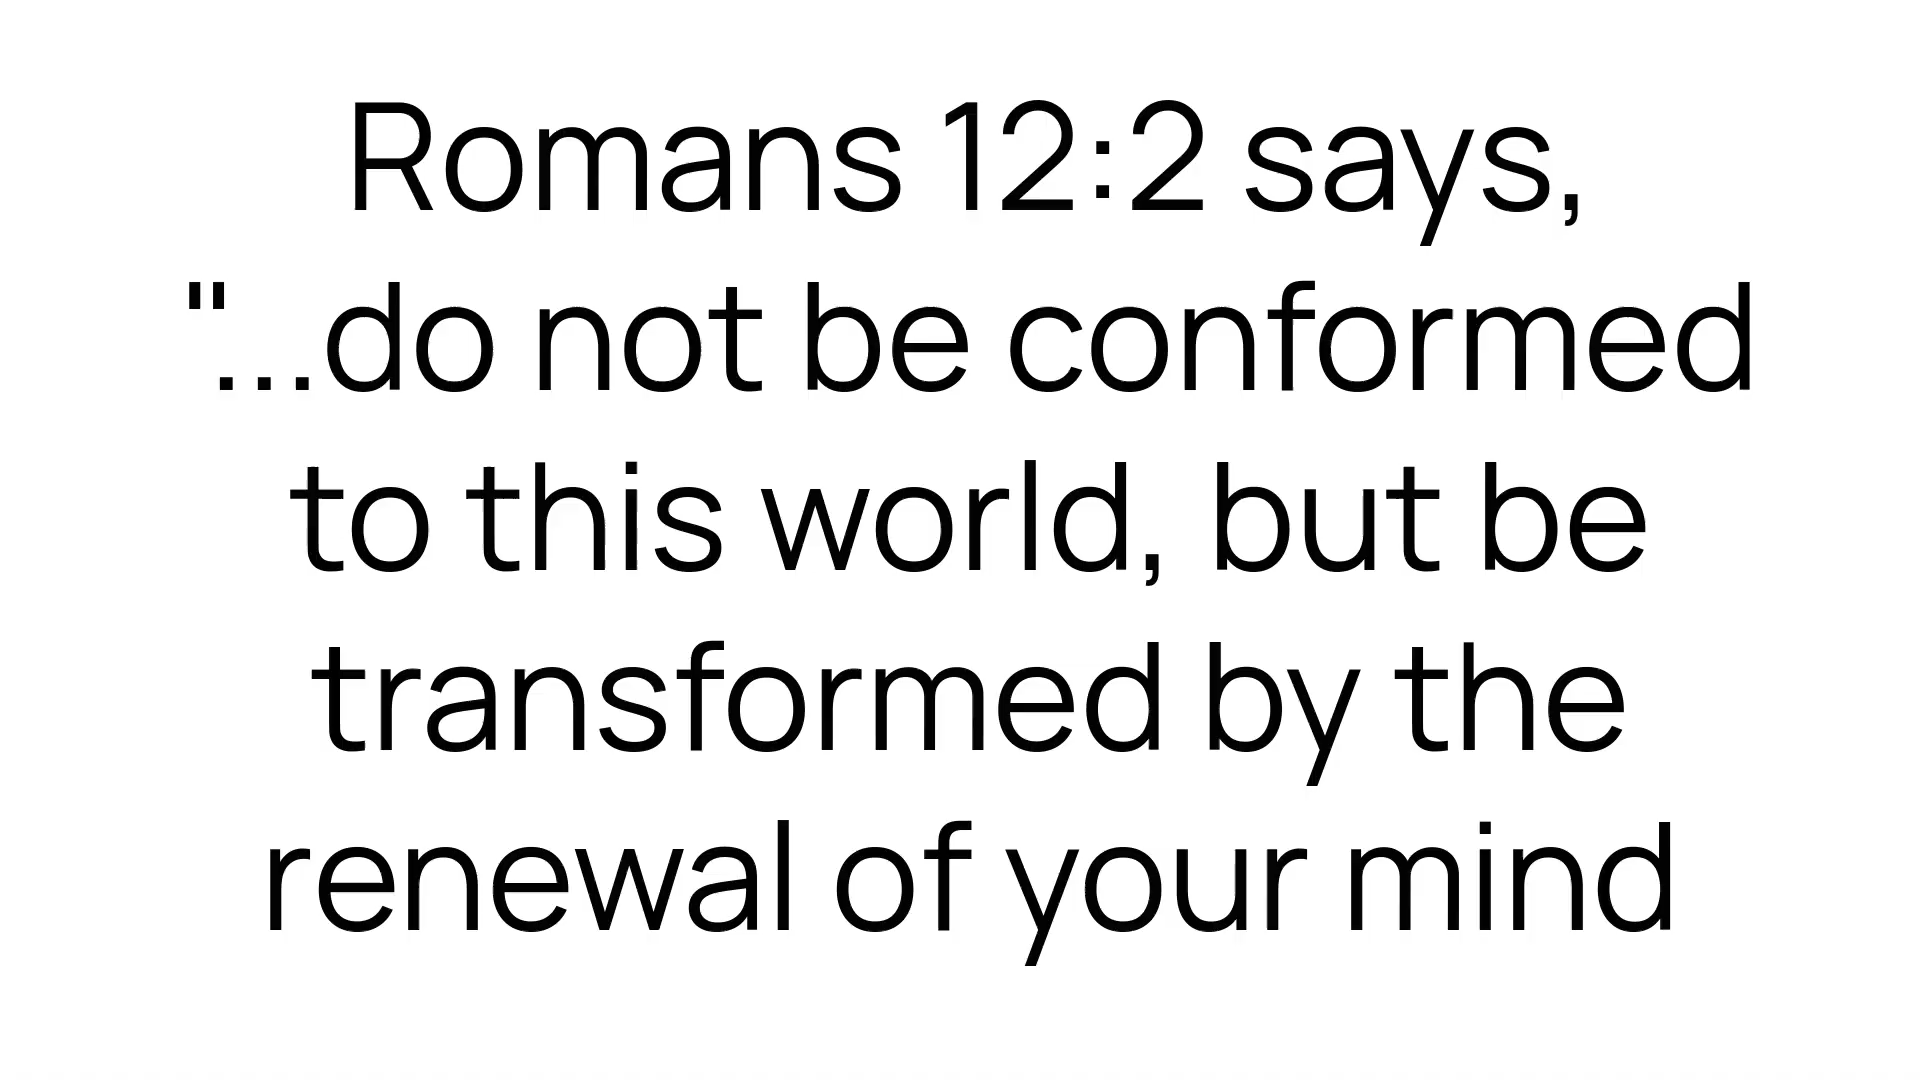 Romans 12:2 says,
"...do not be conformed
to this world, but be
transformed by the
renewal of your mind